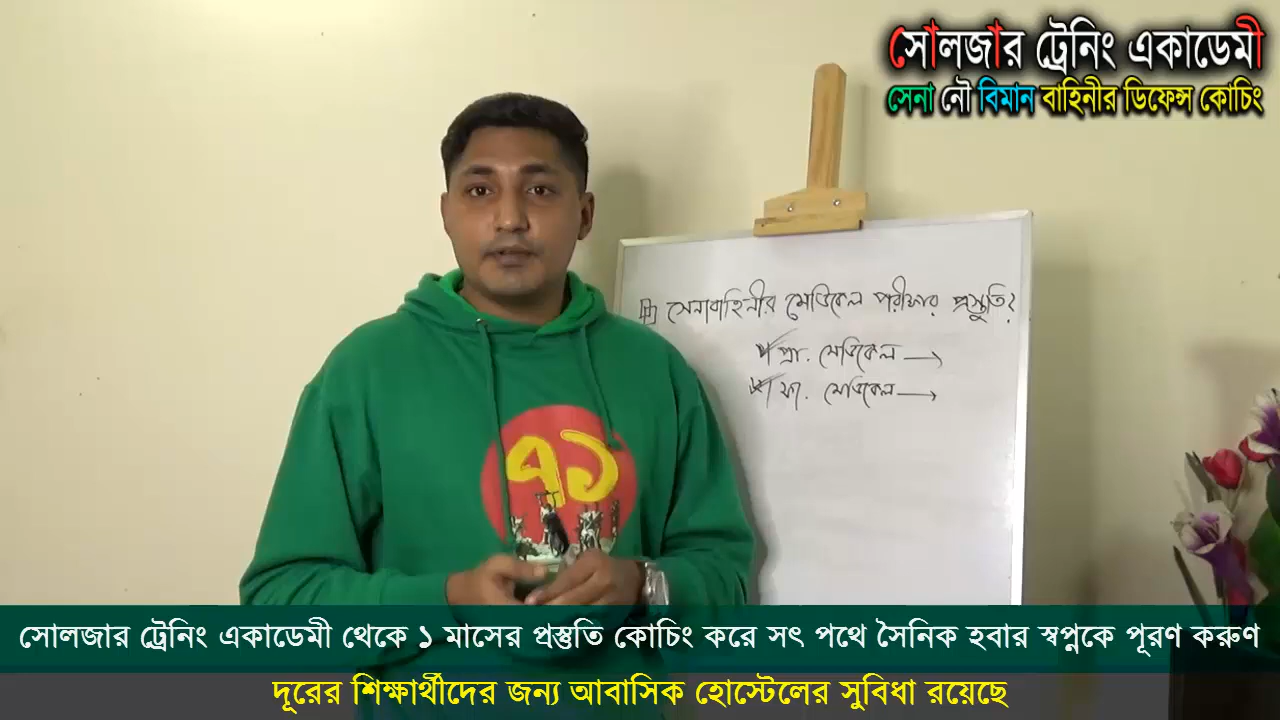 সোলজার ট্রেনিং একাডেমী
সেনা নৌ বিমান বাহিনীর ডিফেন্স কোচিং
সেনাবাহিনীর মেডিকেল পরীক্ষার প্রস্তুতি?
প্রা. মেডিকেল →
ফা. মেডিকেল →
৭১
সোলজার ট্রেনিং একাডেমী থেকে ১ মাসের প্রস্তুতি কোচিং করে সৎ পথে সৈনিক হবার স্বপ্নকে পূরণ করুণ
দূরের শিক্ষার্থীদের জন্য আবাসিক হোস্টেলের সুবিধা রয়েছে